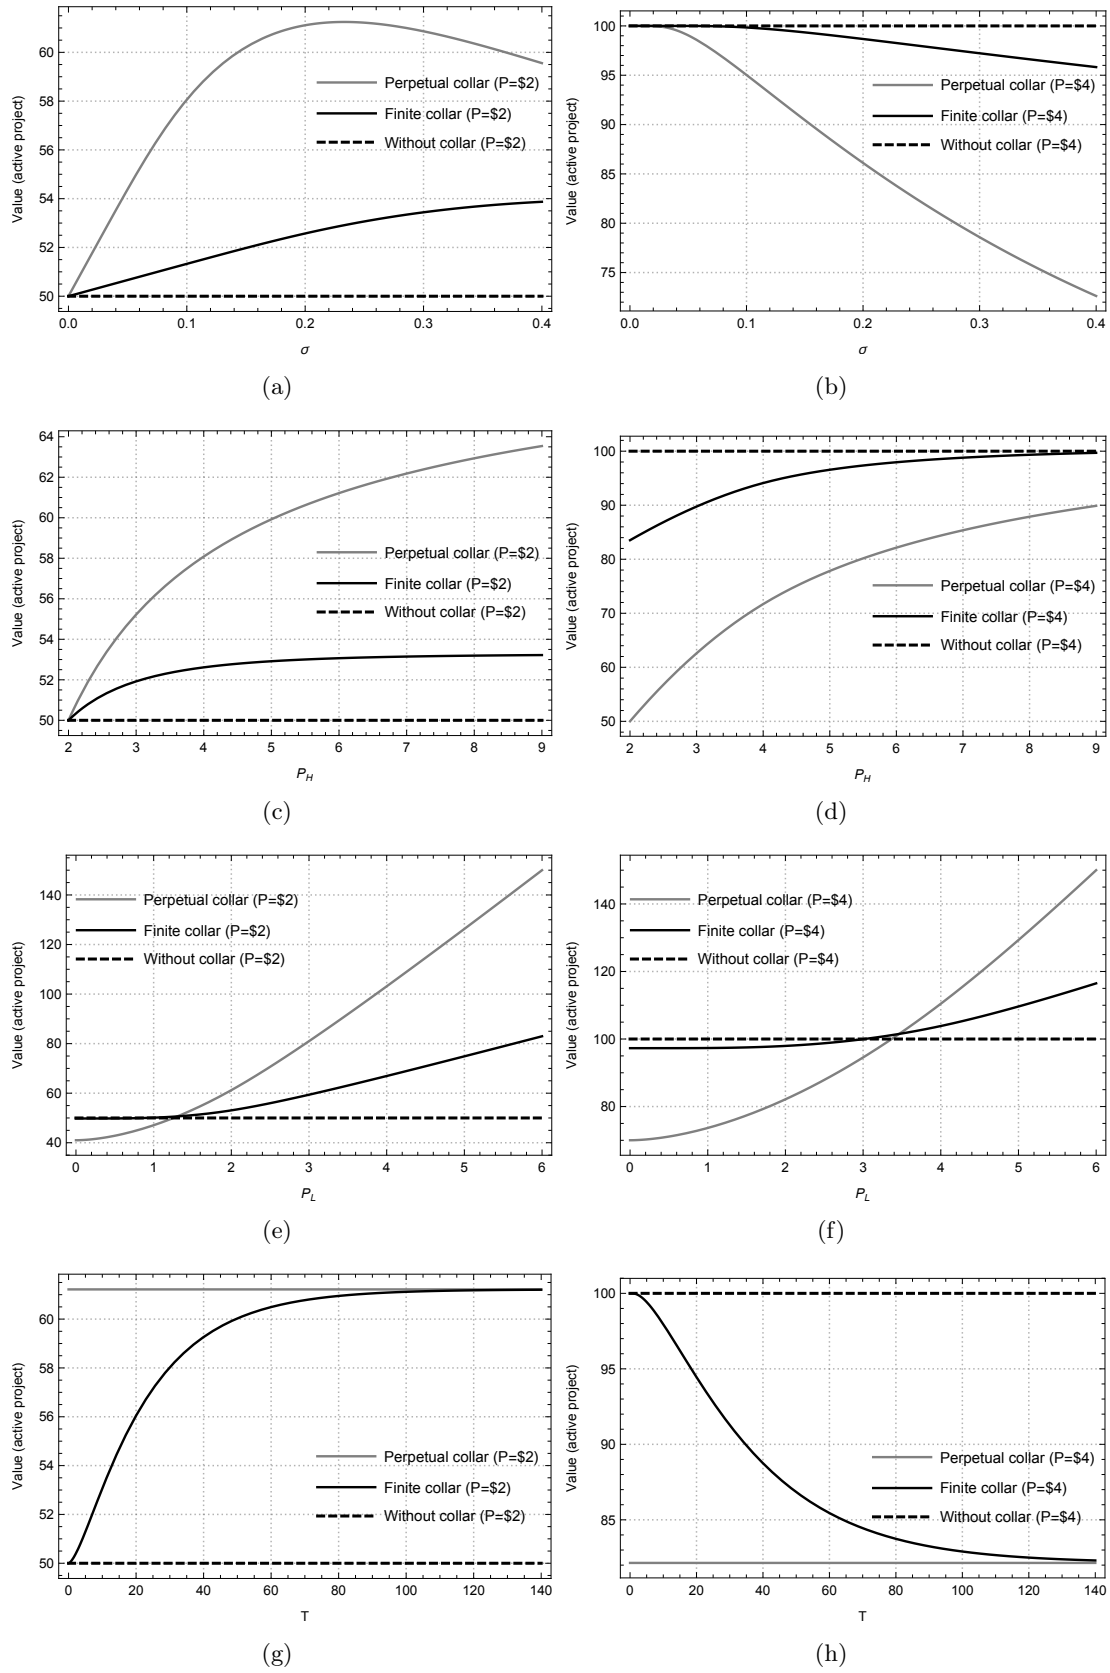 Value (active project)
60
58
56
54
52
50
Perpetual collar (P=$2)
Finite collar (P=$2)
Without collar (P=$2)
0.0 0.1 0.2 0.3 0.4
σ
(a)
Value (active project)
100
95
90
85
80
75
Perpetual collar (P=$4)
Finite collar (P=$4)
Without collar (P=$4)
0.0 0.1 0.2 0.3 0.4
σ
(b)
Value (active project)
64
62
60
58
56
54
52
50
Perpetual collar (P=$2)
Finite collar (P=$2)
Without collar (P=$2)
2 3 4 5 6 7 8 9
P_H
(c)
Value (active project)
100
90
80
70
60
50
Perpetual collar (P=$4)
Finite collar (P=$4)
Without collar (P=$4)
2 3 4 5 6 7 8 9
P_H
(d)
Value (active project)
140
120
100
80
60
40
Perpetual collar (P=$2)
Finite collar (P=$2)
Without collar (P=$2)
0 1 2 3 4 5 6
P_L
(e)
Value (active project)
140
120
100
80
Perpetual collar (P=$4)
Finite collar (P=$4)
Without collar (P=$4)
0 1 2 3 4 5 6
P_L
(f)
Value (active project)
60
58
56
54
52
50
Perpetual collar (P=$2)
Finite collar (P=$2)
Without collar (P=$2)
0 20 40 60 80 100 120 140
T
(g)
Value (active project)
100
95
90
85
Perpetual collar (P=$4)
Finite collar (P=$4)
Without collar (P=$4)
0 20 40 60 80 100 120 140
T
(h)